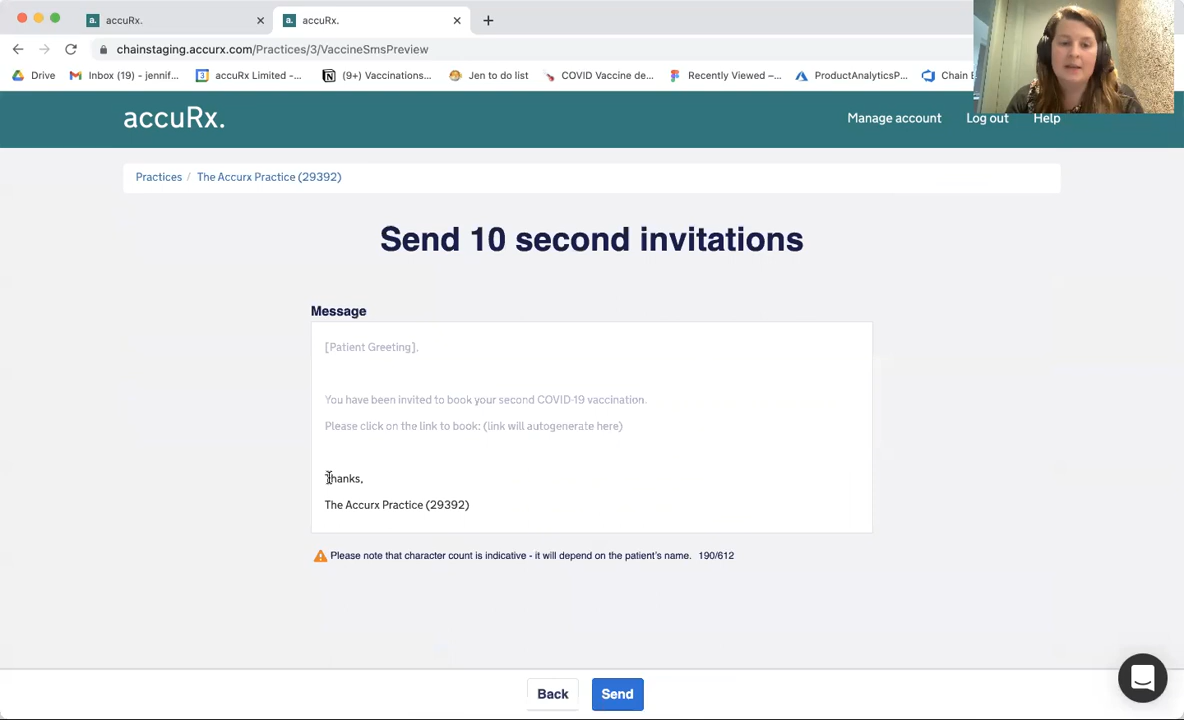 a. accuRx.
a. accuRx.
chainstaging.accurx.com/Practices/3/VaccineSmsPreview
Drive
Inbox (19) - jennif...
3 accuRx Limited -...
(9+) Vaccinations...
Jen to do list
COVID Vaccine de...
Recently Viewed –...
ProductAnalyticsP...
Chain
accuRx.
Manage account
Log out
Help
Practices / The Accurx Practice (29392)
Send 10 second invitations
Message
[Patient Greeting],
You have been invited to book your second COVID-19 vaccination.
Please click on the link to book: (link will autogenerate here)
Thanks,
The Accurx Practice (29392)
Please note that character count is indicative - it will depend on the patient's name. 190/612
Back
Send